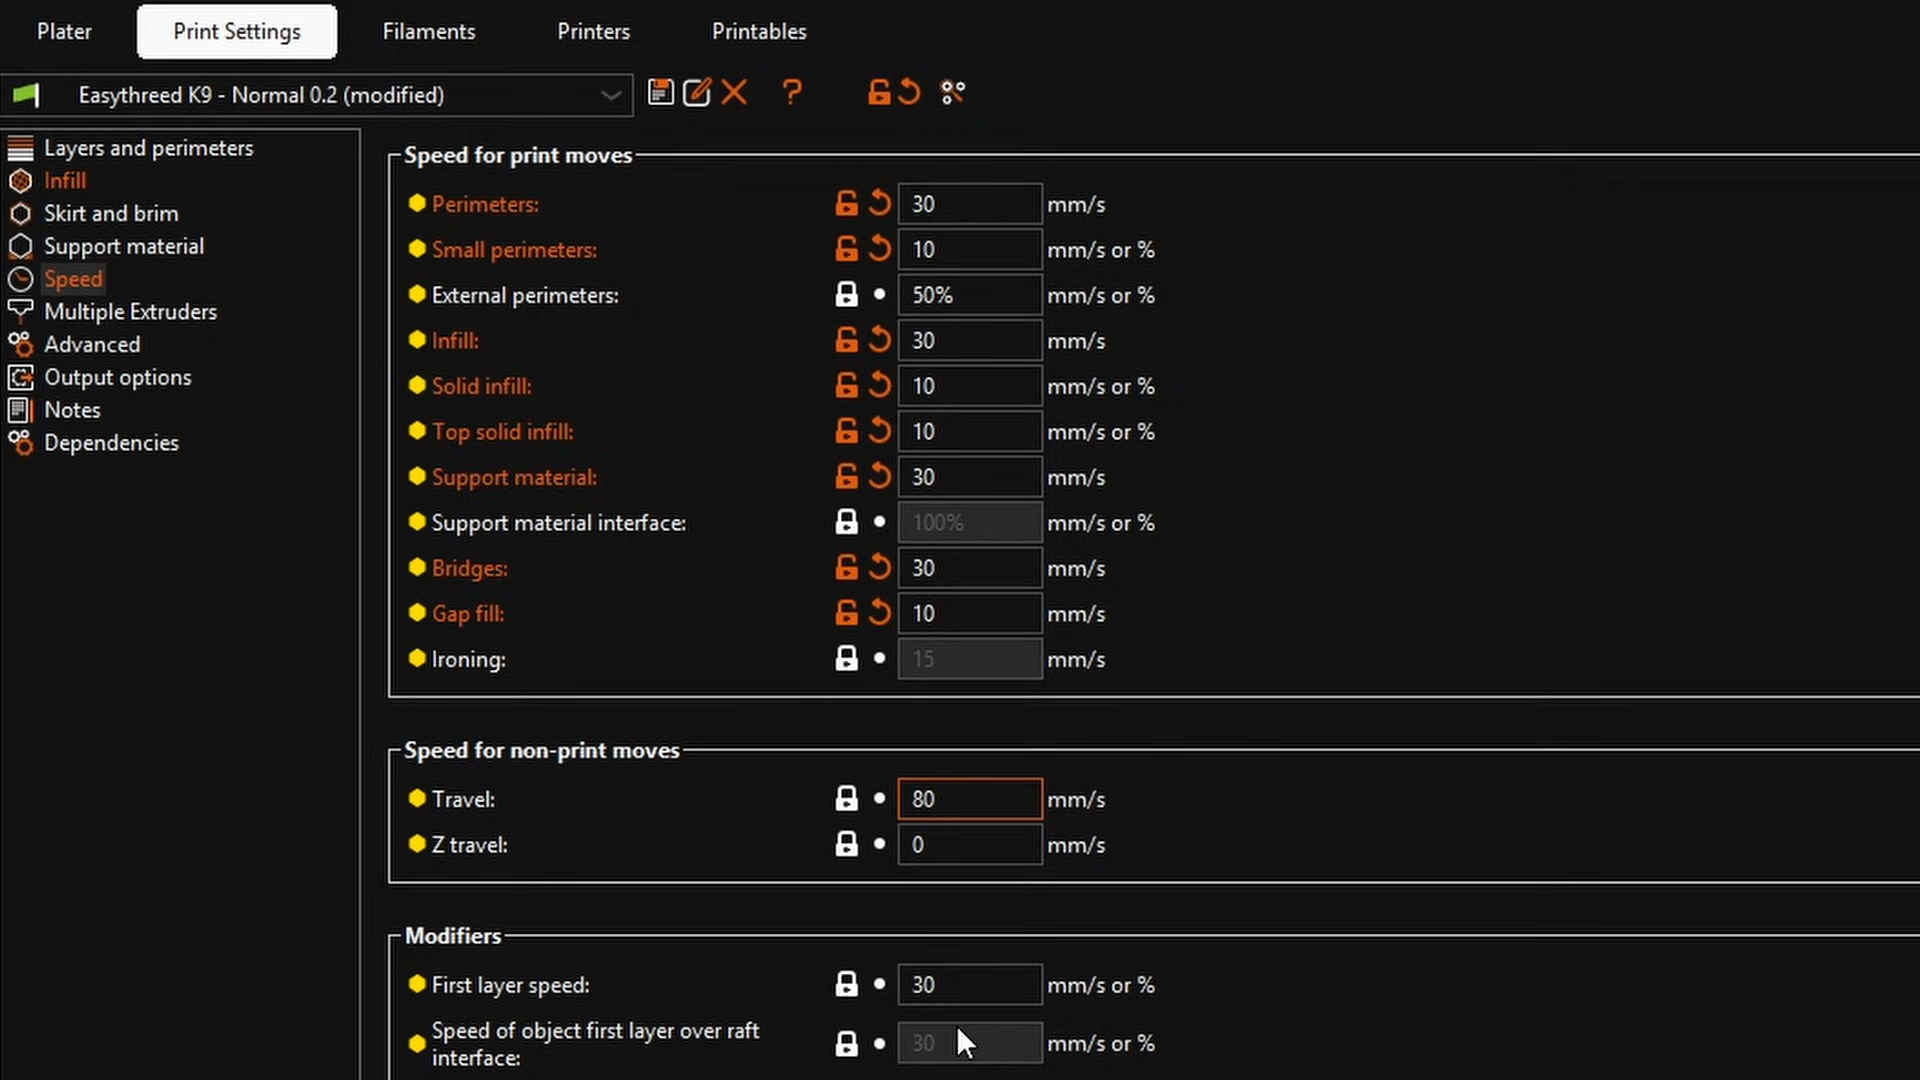 Plater Print Settings Filaments Printers Printables
Easythreed K9 - Normal 0.2 (modified) ?
Layers and perimeters
Infill
Skirt and brim
Support material
Speed
Multiple Extruders
Advanced
Output options
Notes
Dependencies
Speed for print moves
Perimeters: 30 mm/s
Small perimeters: 10 mm/s or %
External perimeters: 50% mm/s or %
Infill: 30 mm/s
Solid infill: 10 mm/s or %
Top solid infill: 10 mm/s or %
Support material: 30 mm/s
Support material interface: 100% mm/s or %
Bridges: 30 mm/s
Gap fill: 10 mm/s
Ironing: 15 mm/s
Speed for non-print moves
Travel: 80 mm/s
Z travel: 0 mm/s
Modifiers
First layer speed: 30 mm/s or %
Speed of object first layer over raft
interface: 30 mm/s or %